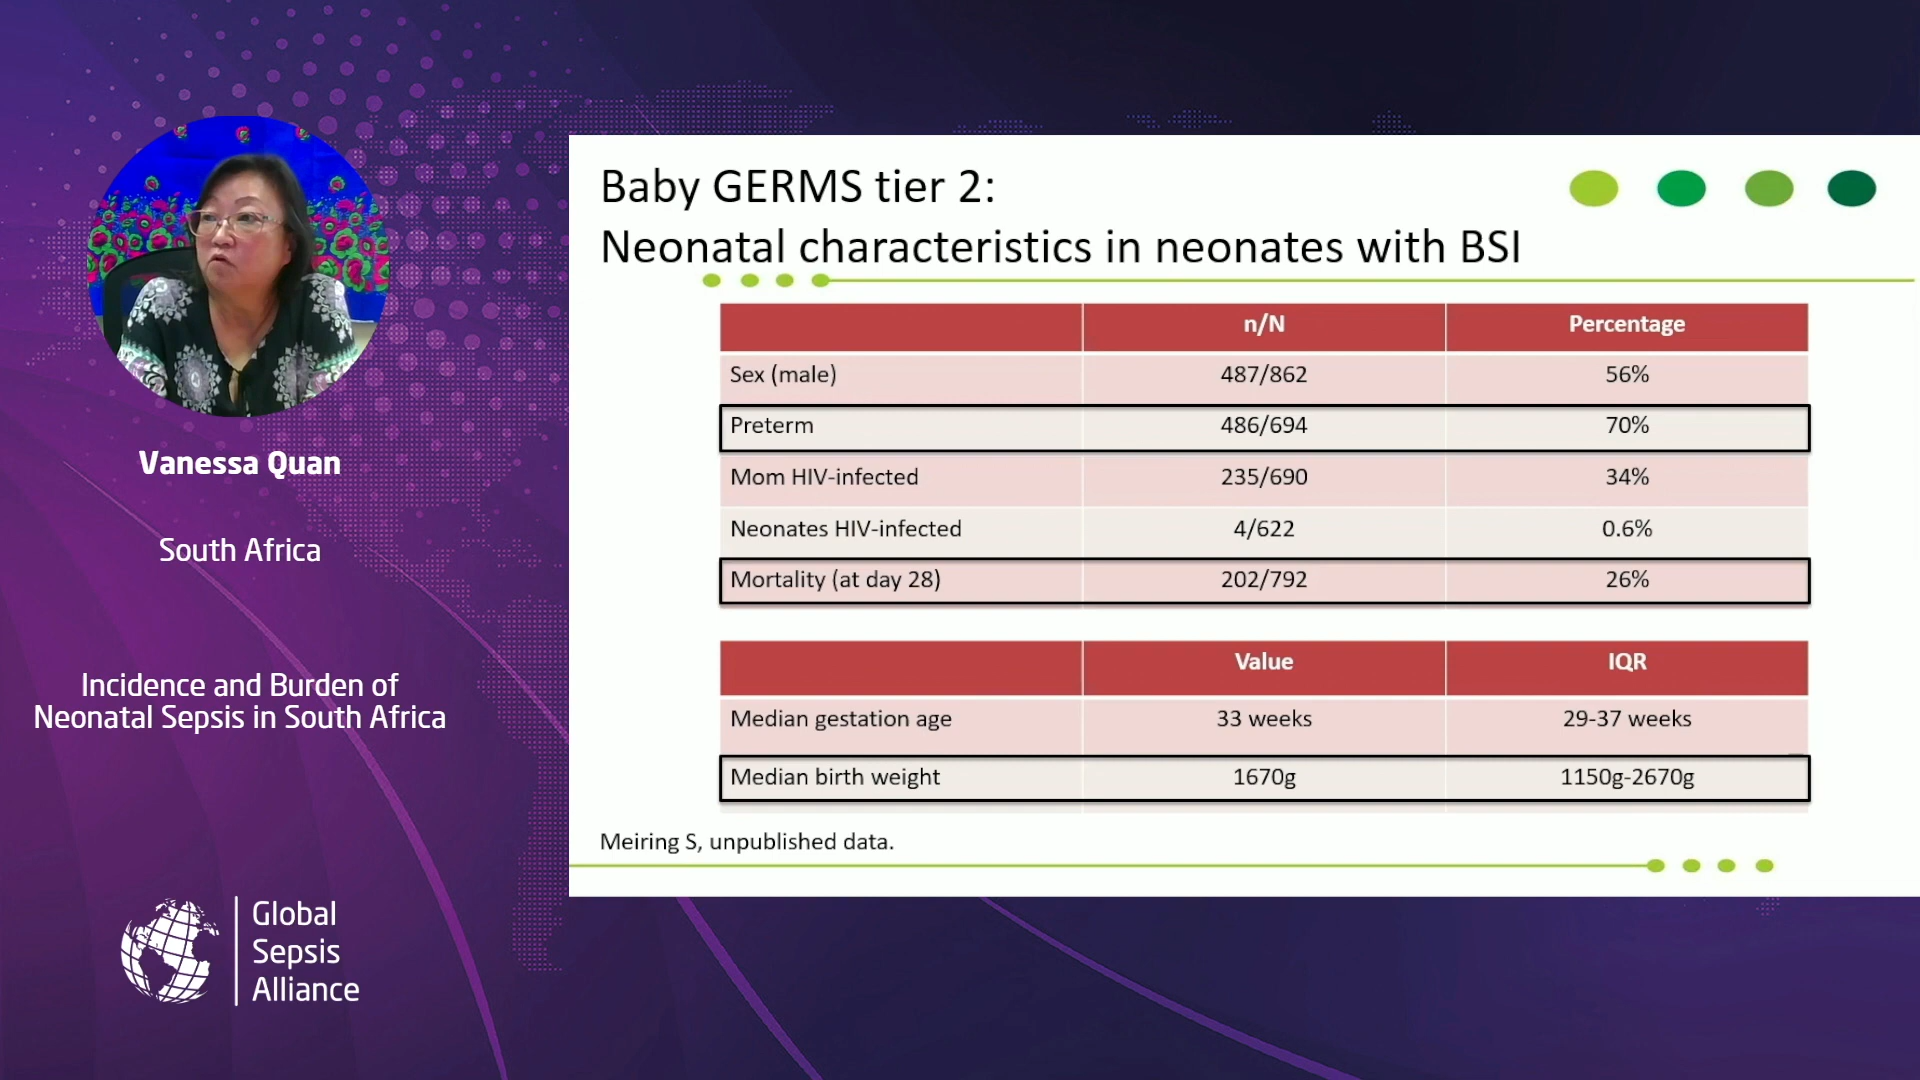 Vanessa Quan
South Africa
Incidence and Burden of
Neonatal Sepsis in South Africa
Global
Sepsis
Alliance
Baby GERMS tier 2:
Neonatal characteristics in neonates with BSI
n/N Percentage
Sex (male) 487/862 56%
Preterm 486/694 70%
Mom HIV-infected 235/690 34%
Neonates HIV-infected 4/622 0.6%
Mortality (at day 28) 202/792 26%
Value IQR
Median gestation age 33 weeks 29-37 weeks
Median birth weight 1670g 1150g-2670g
Meiring S, unpublished data.